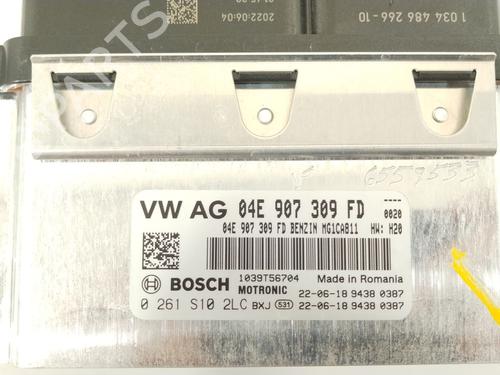 2022:06:04
1 034 486 266-10
VW AG 04E 907 309 FD 0020
04E 907 309 FD BENZIN MG1CA811 HW: H20
BOSCH 1039T56704 Made in Romania
MOTRONIC 22-06-18 9438 0387
0 261 S10 2LC BXJ 531 22-06-18 9438 0387
PARTS